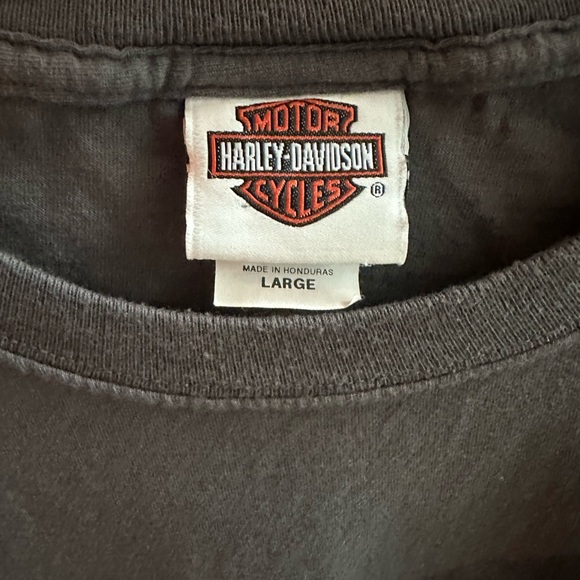 MOTOR
HARLEY-DAVIDSON
CYCLES
®
MADE IN HONDURAS
LARGE